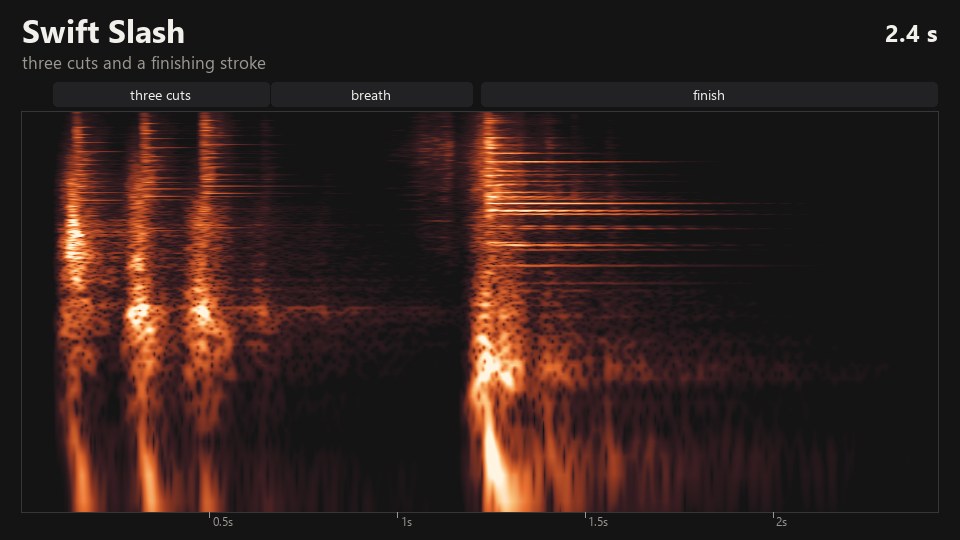 Swift Slash
2.4 s
three cuts and a finishing stroke
three cuts
breath
finish
0.5s
1s
1.5s
2s